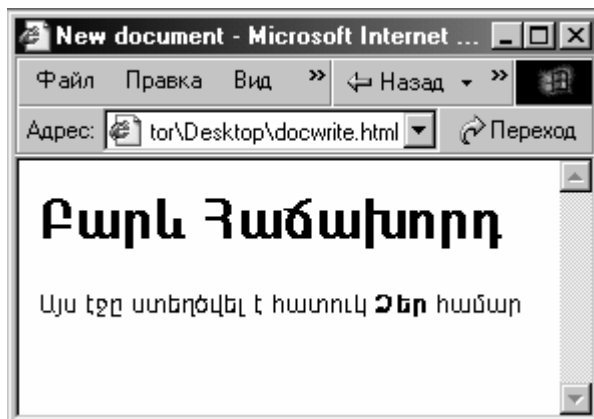 New document - Microsoft Internet ...
Файл Правка Вид » Назад »
Адрес: tor\Desktop\docwrite.html Переход
Բարև Հաճախորդ
Այս էջը ստեղծվել է հատուկ Ձեր համար